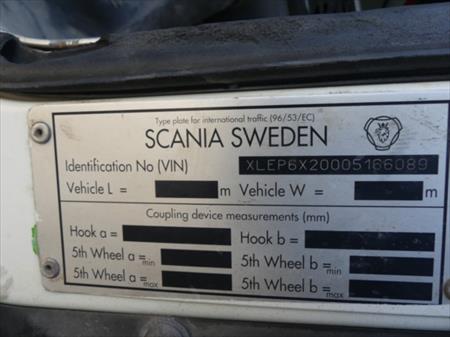 Type plate for international traffic (96/53/EC)
SCANIA SWEDEN
Identification No (VIN) XLEP6X20005166089
Vehicle L = m Vehicle W = m
Coupling device measurements (mm)
Hook a = Hook b =
5th Wheel a min = 5th Wheel b min =
5th Wheel a max = 5th Wheel b max =